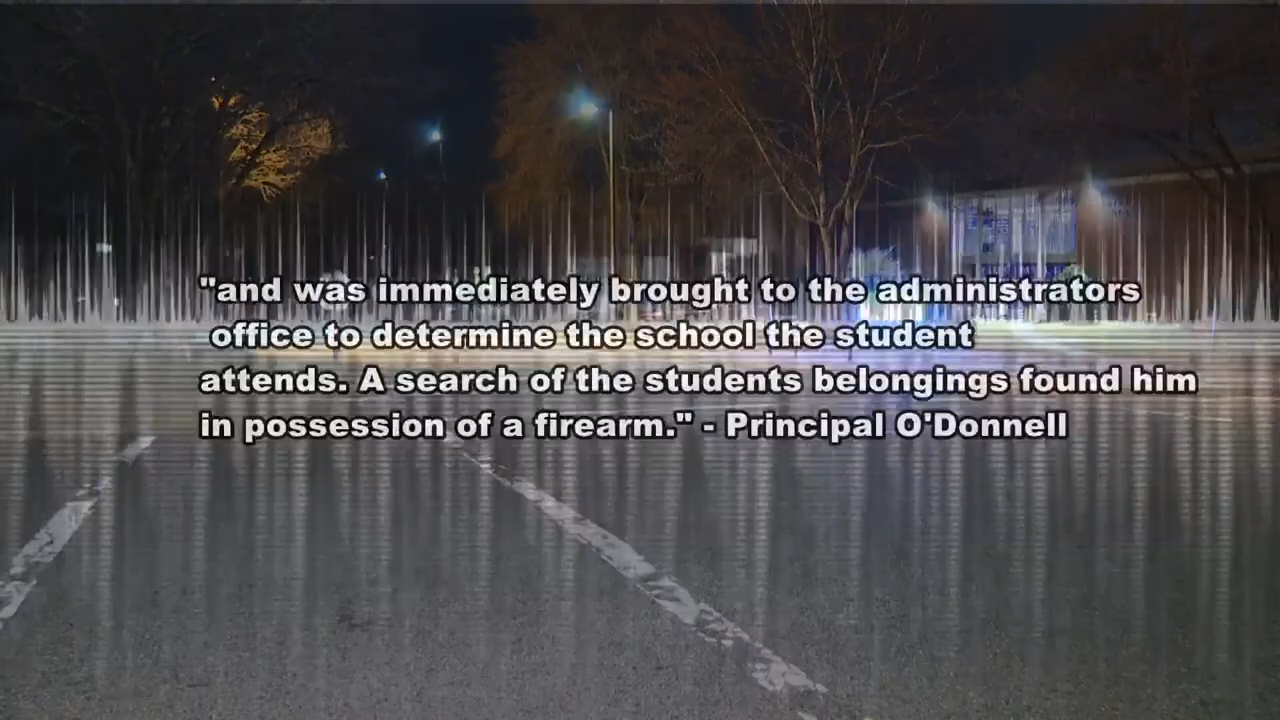 "and was immediately brought to the administrators
office to determine the school the student
attends. A search of the students belongings found him
in possession of a firearm." - Principal O'Donnell